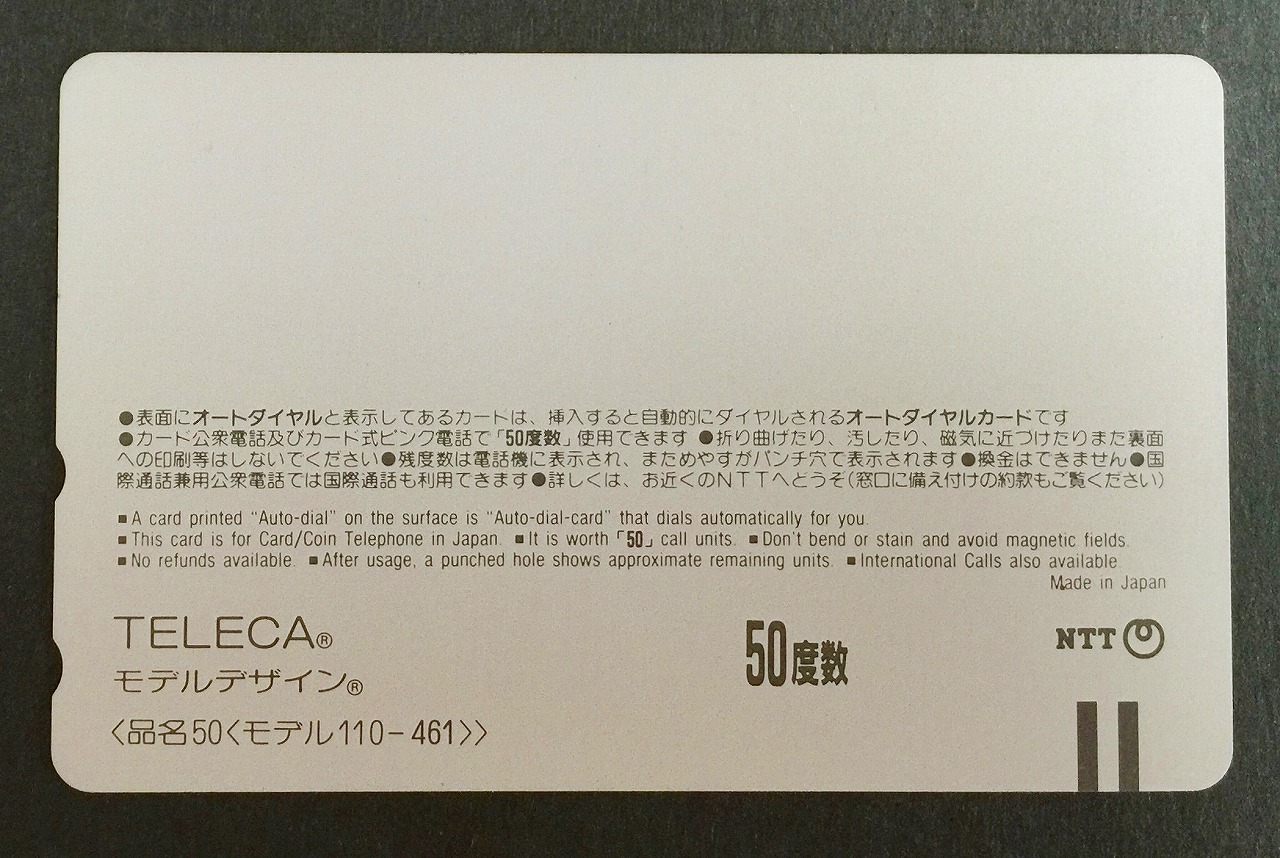 ●表面にオートダイヤルと表示してあるカードは、挿入すると自動的にダイヤルされるオートダイヤルカードです
●カード公衆電話及びカード式ピンク電話で「50度数」使用できます ●折り曲げたり、汚したり、磁気に近づけたりまた裏面
への印刷等はしないでください●残度数は電話機に表示され、まためやすがパンチ穴で表示されます●換金はできません●国
際通話兼用公衆電話では国際通話も利用できます●詳しくは、お近くのNTTへどうぞ(窓口に備え付けの約款もご覧ください)
■A card printed "Auto-dial" on the surface is "Auto-dial-card" that dials automatically for you.
■This card is for Card/Coin Telephone in Japan. ■It is worth「50」call units. ■Don't bend or stain and avoid magnetic fields.
■No refunds available. ■After usage, a punched hole shows approximate remaining units. ■International Calls also available.
Made in Japan
TELECA®
モデルデザイン®
〈品名50〈モデル110-461〉〉
50度数
NTT